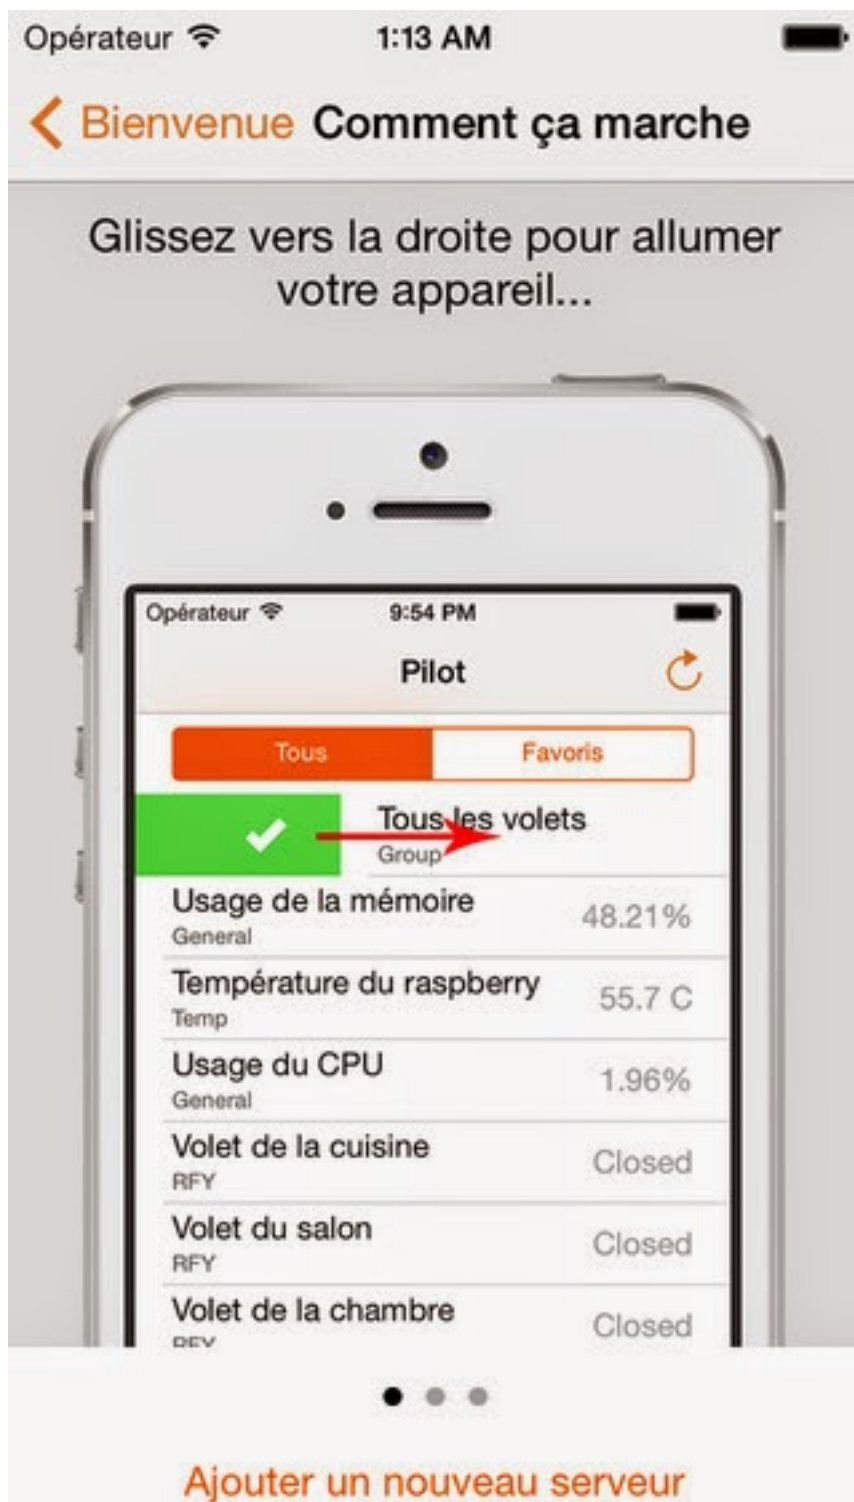 Opérateur 1:13 AM
Bienvenue Comment ça marche
Glissez vers la droite pour allumer
votre appareil...
Opérateur 9:54 PM
Pilot
Tous Favoris
Tous les volets
Group
Usage de la mémoire 48.21%
General
Température du raspberry 55.7 C
Temp
Usage du CPU 1.96%
General
Volet de la cuisine Closed
RFY
Volet du salon Closed
RFY
Volet de la chambre Closed
RFY
Ajouter un nouveau serveur